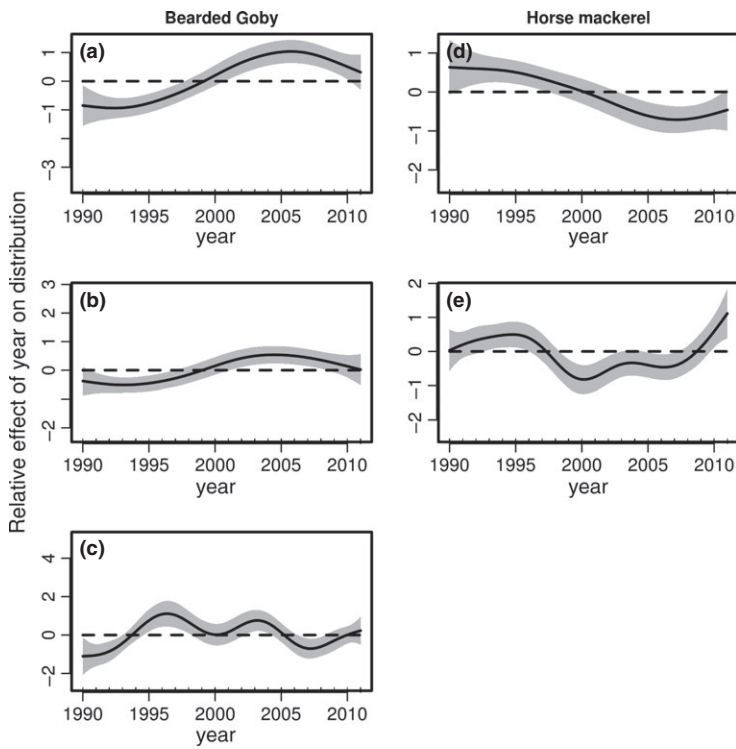 Bearded Goby
Horse mackerel
Relative effect of year on distribution
(a)
1
0
−1
−3
1990 1995 2000 2005 2010
year
(d)
1
0
−1
−2
1990 1995 2000 2005 2010
year
(b)
3
2
1
0
−2
1990 1995 2000 2005 2010
year
(e)
2
1
0
−1
−2
1990 1995 2000 2005 2010
year
(c)
4
2
0
−2
1990 1995 2000 2005 2010
year